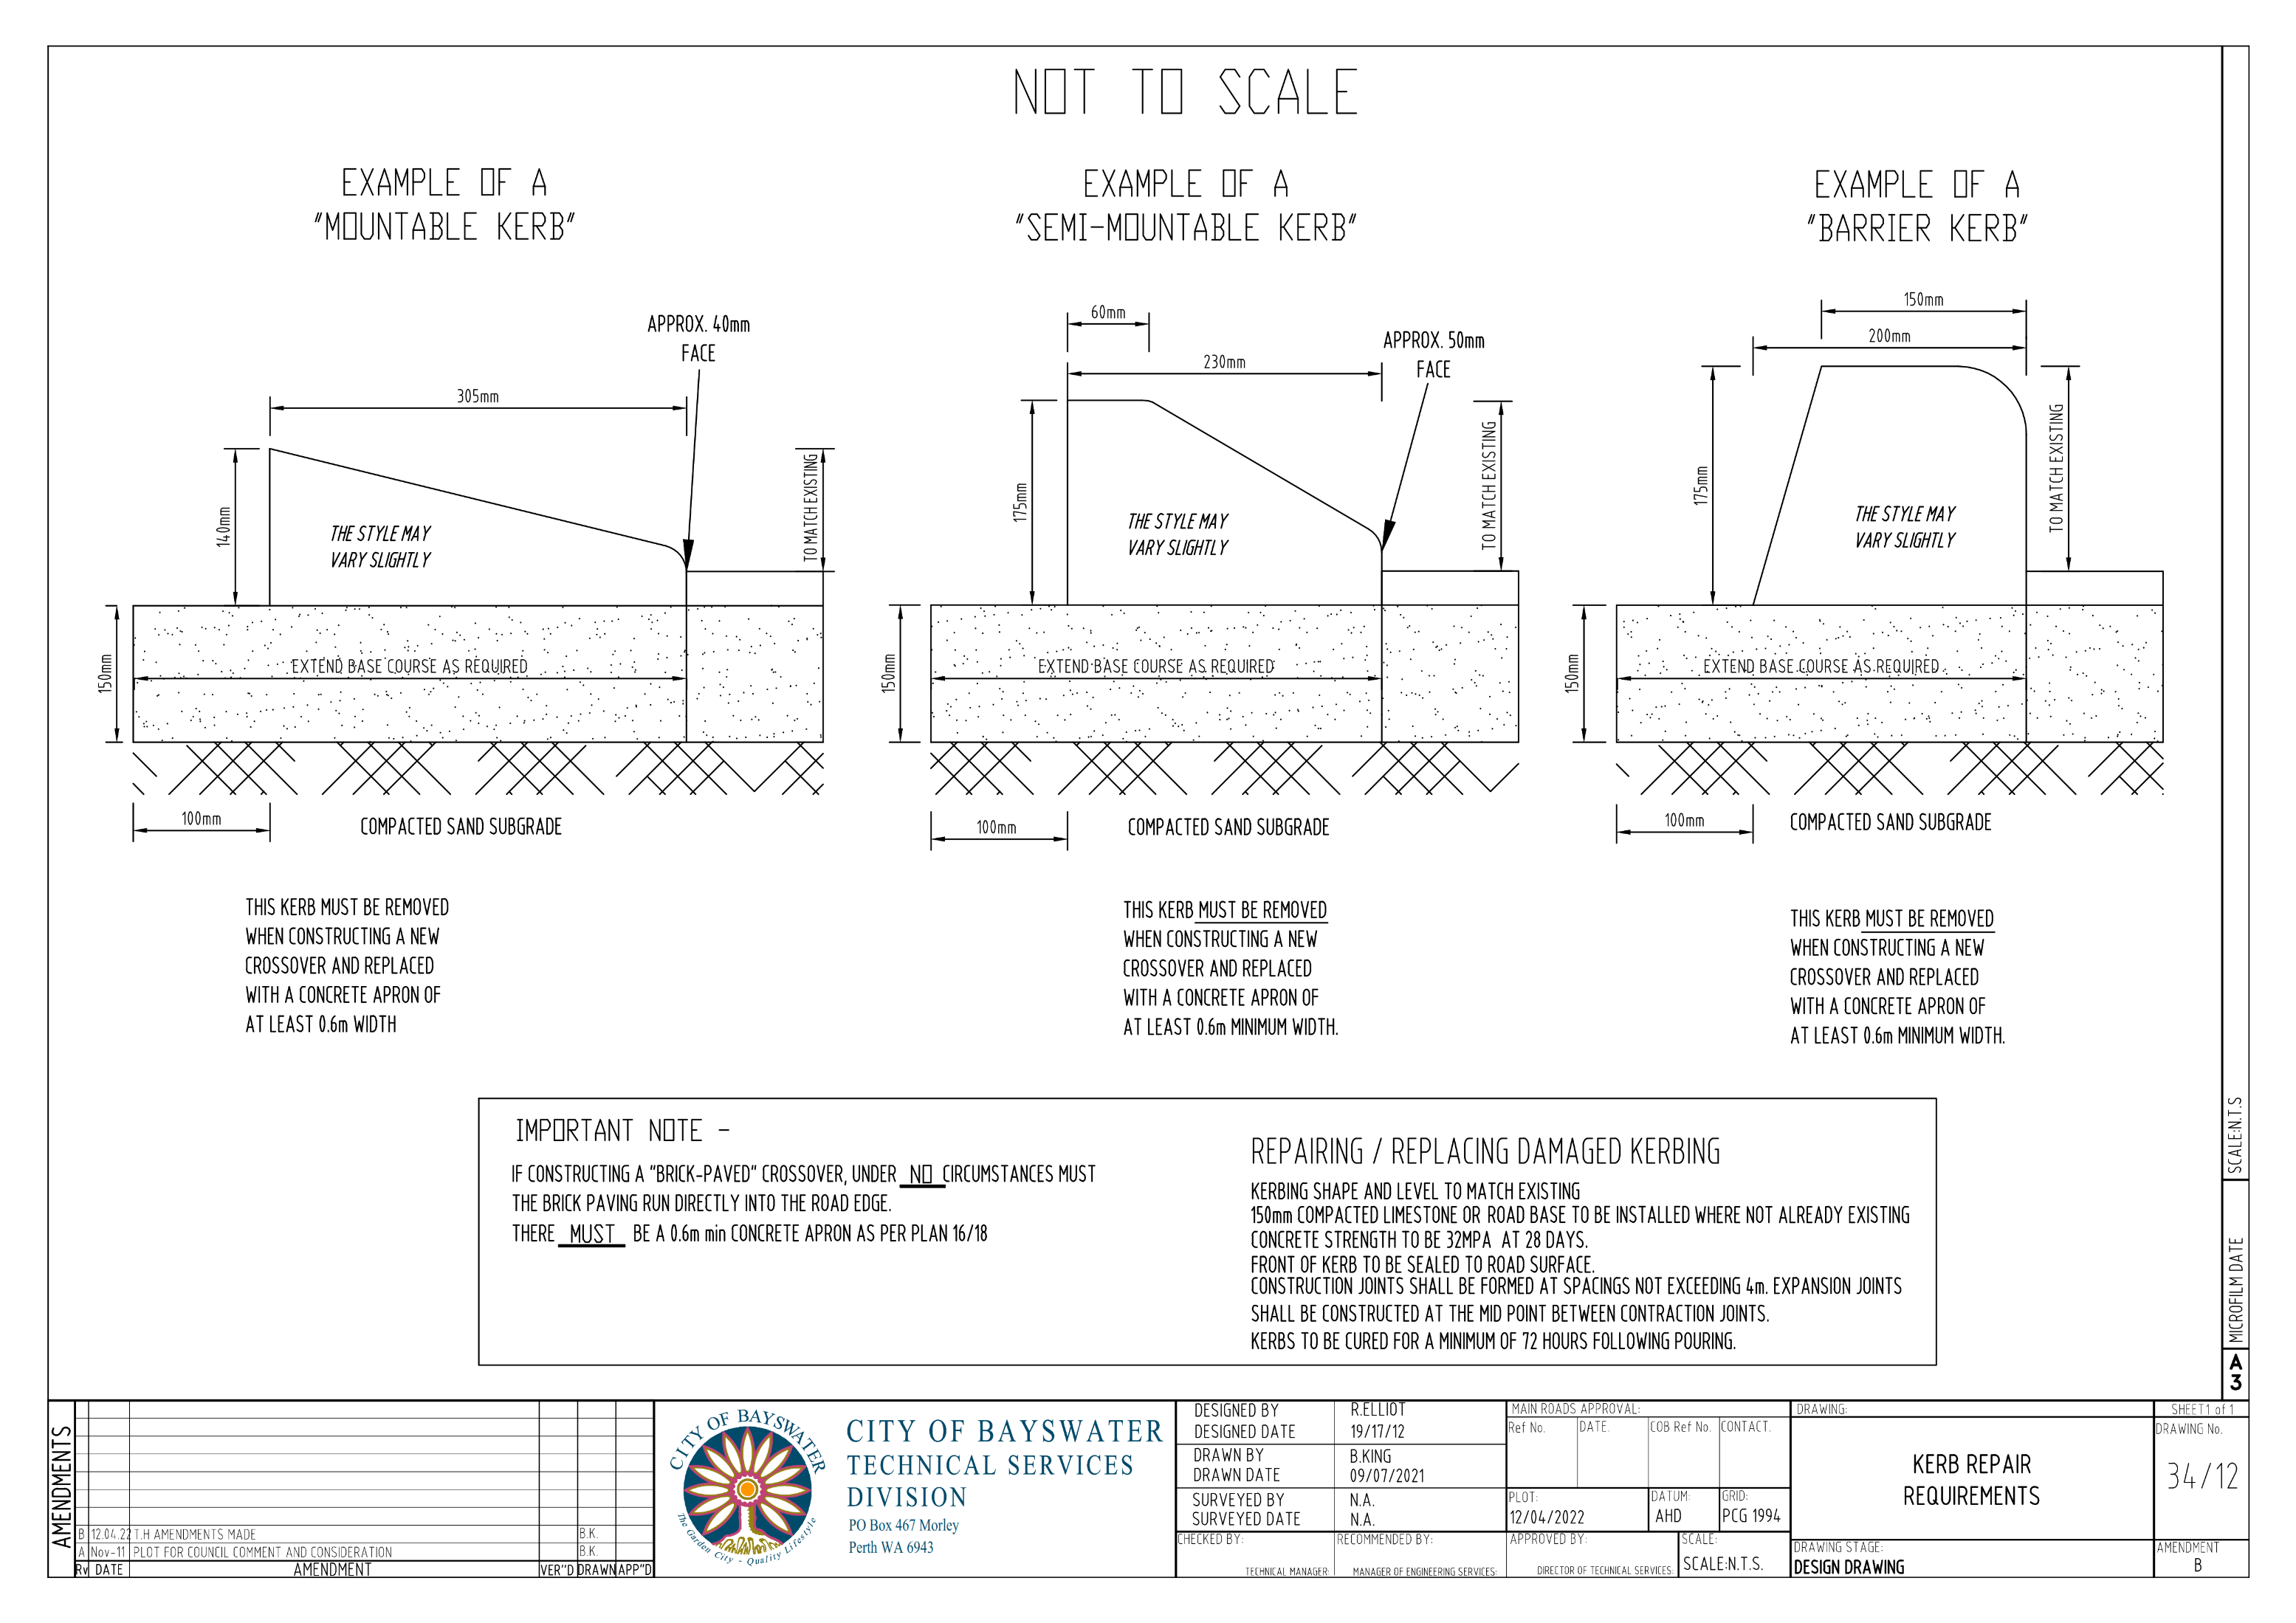 NOT TO SCALE
EXAMPLE OF A
"MOUNTABLE KERB"
APPROX. 40mm
FACE
305mm
140mm
TO MATCH EXISTING
THE STYLE MAY
VARY SLIGHTLY
150mm
EXTEND BASE COURSE AS REQUIRED
100mm
COMPACTED SAND SUBGRADE
THIS KERB MUST BE REMOVED
WHEN CONSTRUCTING A NEW
CROSSOVER AND REPLACED
WITH A CONCRETE APRON OF
AT LEAST 0.6m WIDTH
EXAMPLE OF A
"SEMI-MOUNTABLE KERB"
60mm
230mm
APPROX. 50mm
FACE
175mm
TO MATCH EXISTING
THE STYLE MAY
VARY SLIGHTLY
150mm
EXTEND BASE COURSE AS REQUIRED
100mm
COMPACTED SAND SUBGRADE
THIS KERB MUST BE REMOVED
WHEN CONSTRUCTING A NEW
CROSSOVER AND REPLACED
WITH A CONCRETE APRON OF
AT LEAST 0.6m MINIMUM WIDTH.
EXAMPLE OF A
"BARRIER KERB"
150mm
200mm
175mm
TO MATCH EXISTING
THE STYLE MAY
VARY SLIGHTLY
150mm
EXTEND BASE COURSE AS REQUIRED
100mm
COMPACTED SAND SUBGRADE
THIS KERB MUST BE REMOVED
WHEN CONSTRUCTING A NEW
CROSSOVER AND REPLACED
WITH A CONCRETE APRON OF
AT LEAST 0.6m MINIMUM WIDTH.
IMPORTANT NOTE -
IF CONSTRUCTING A "BRICK-PAVED" CROSSOVER, UNDER NO CIRCUMSTANCES MUST
THE BRICK PAVING RUN DIRECTLY INTO THE ROAD EDGE.
THERE MUST BE A 0.6m min CONCRETE APRON AS PER PLAN 16/18
REPAIRING / REPLACING DAMAGED KERBING
KERBING SHAPE AND LEVEL TO MATCH EXISTING
150mm COMPACTED LIMESTONE OR ROAD BASE TO BE INSTALLED WHERE NOT ALREADY EXISTING
CONCRETE STRENGTH TO BE 32MPA AT 28 DAYS.
FRONT OF KERB TO BE SEALED TO ROAD SURFACE.
CONSTRUCTION JOINTS SHALL BE FORMED AT SPACINGS NOT EXCEEDING 4m. EXPANSION JOINTS
SHALL BE CONSTRUCTED AT THE MID POINT BETWEEN CONTRACTION JOINTS.
KERBS TO BE CURED FOR A MINIMUM OF 72 HOURS FOLLOWING POURING.
SCALE:N.T.S
MICROFILM DATE
A
3
AMENDMENTS
B 12.04.22 T.H AMENDMENTS MADE B.K.
A Nov-11 PLOT FOR COUNCIL COMMENT AND CONSIDERATION B.K.
Rv DATE AMENDMENT VER"D DRAWN APP"D
CITY OF BAYSWATER
The Garden City - Quality Lifestyle
CITY OF BAYSWATER
TECHNICAL SERVICES
DIVISION
PO Box 467 Morley
Perth WA 6943
DESIGNED BY R.ELLIOT
DESIGNED DATE 19/17/12
DRAWN BY B.KING
DRAWN DATE 09/07/2021
SURVEYED BY N.A.
SURVEYED DATE N.A.
CHECKED BY:
TECHNICAL MANAGER:
RECOMMENDED BY:
MANAGER OF ENGINEERING SERVICES:
MAIN ROADS APPROVAL:
Ref No. DATE. COB Ref No. CONTACT.
PLOT: 12/04/2022
DATUM: AHD
GRID: PCG 1994
APPROVED BY:
DIRECTOR OF TECHNICAL SERVICES:
SCALE:
SCALE:N.T.S.
DRAWING:
KERB REPAIR
REQUIREMENTS
DRAWING STAGE:
DESIGN DRAWING
SHEET1 of 1
DRAWING No.
34/12
AMENDMENT
B